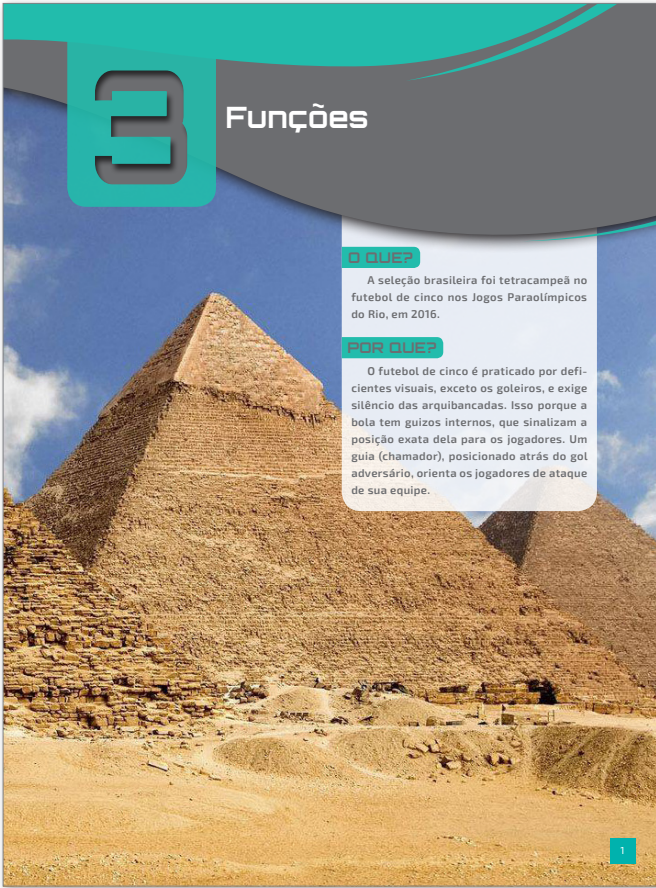 3
Funções
O QUE?
A seleção brasileira foi tetracampeã no
futebol de cinco nos Jogos Paraolímpicos
do Rio, em 2016.
POR QUE?
O futebol de cinco é praticado por defi-
cientes visuais, exceto os goleiros, e exige
silêncio das arquibancadas. Isso porque a
bola tem guizos internos, que sinalizam a
posição exata dela para os jogadores. Um
guia (chamador), posicionado atrás do gol
adversário, orienta os jogadores de ataque
de sua equipe.
1